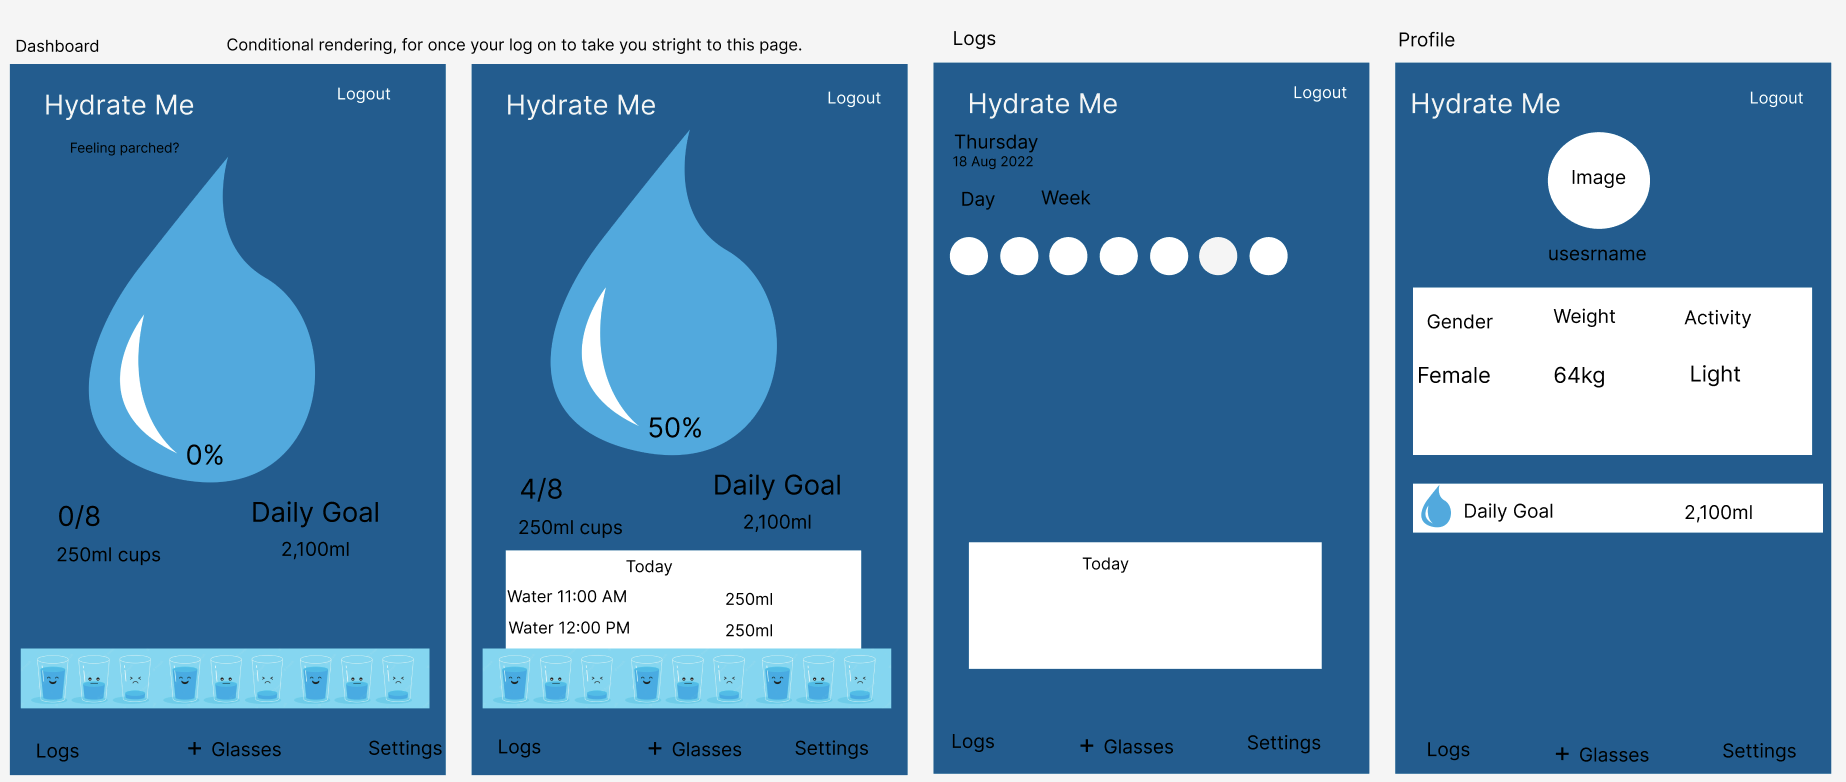 Dashboard
Conditional rendering, for once your log on to take you stright to this page.
Hydrate Me
Logout
Feeling parched?
0%
0/8
250ml cups
Daily Goal
2,100ml
Logs
+ Glasses
Settings
Hydrate Me
Logout
50%
4/8
250ml cups
Daily Goal
2,100ml
Today
Water 11:00 AM 250ml
Water 12:00 PM 250ml
Logs
+ Glasses
Settings
Logs
Hydrate Me
Logout
Thursday
18 Aug 2022
Day Week
Today
Logs
+ Glasses
Settings
Profile
Hydrate Me
Logout
Image
usesrname
Gender Weight Activity
Female 64kg Light
Daily Goal 2,100ml
Logs
+ Glasses
Settings